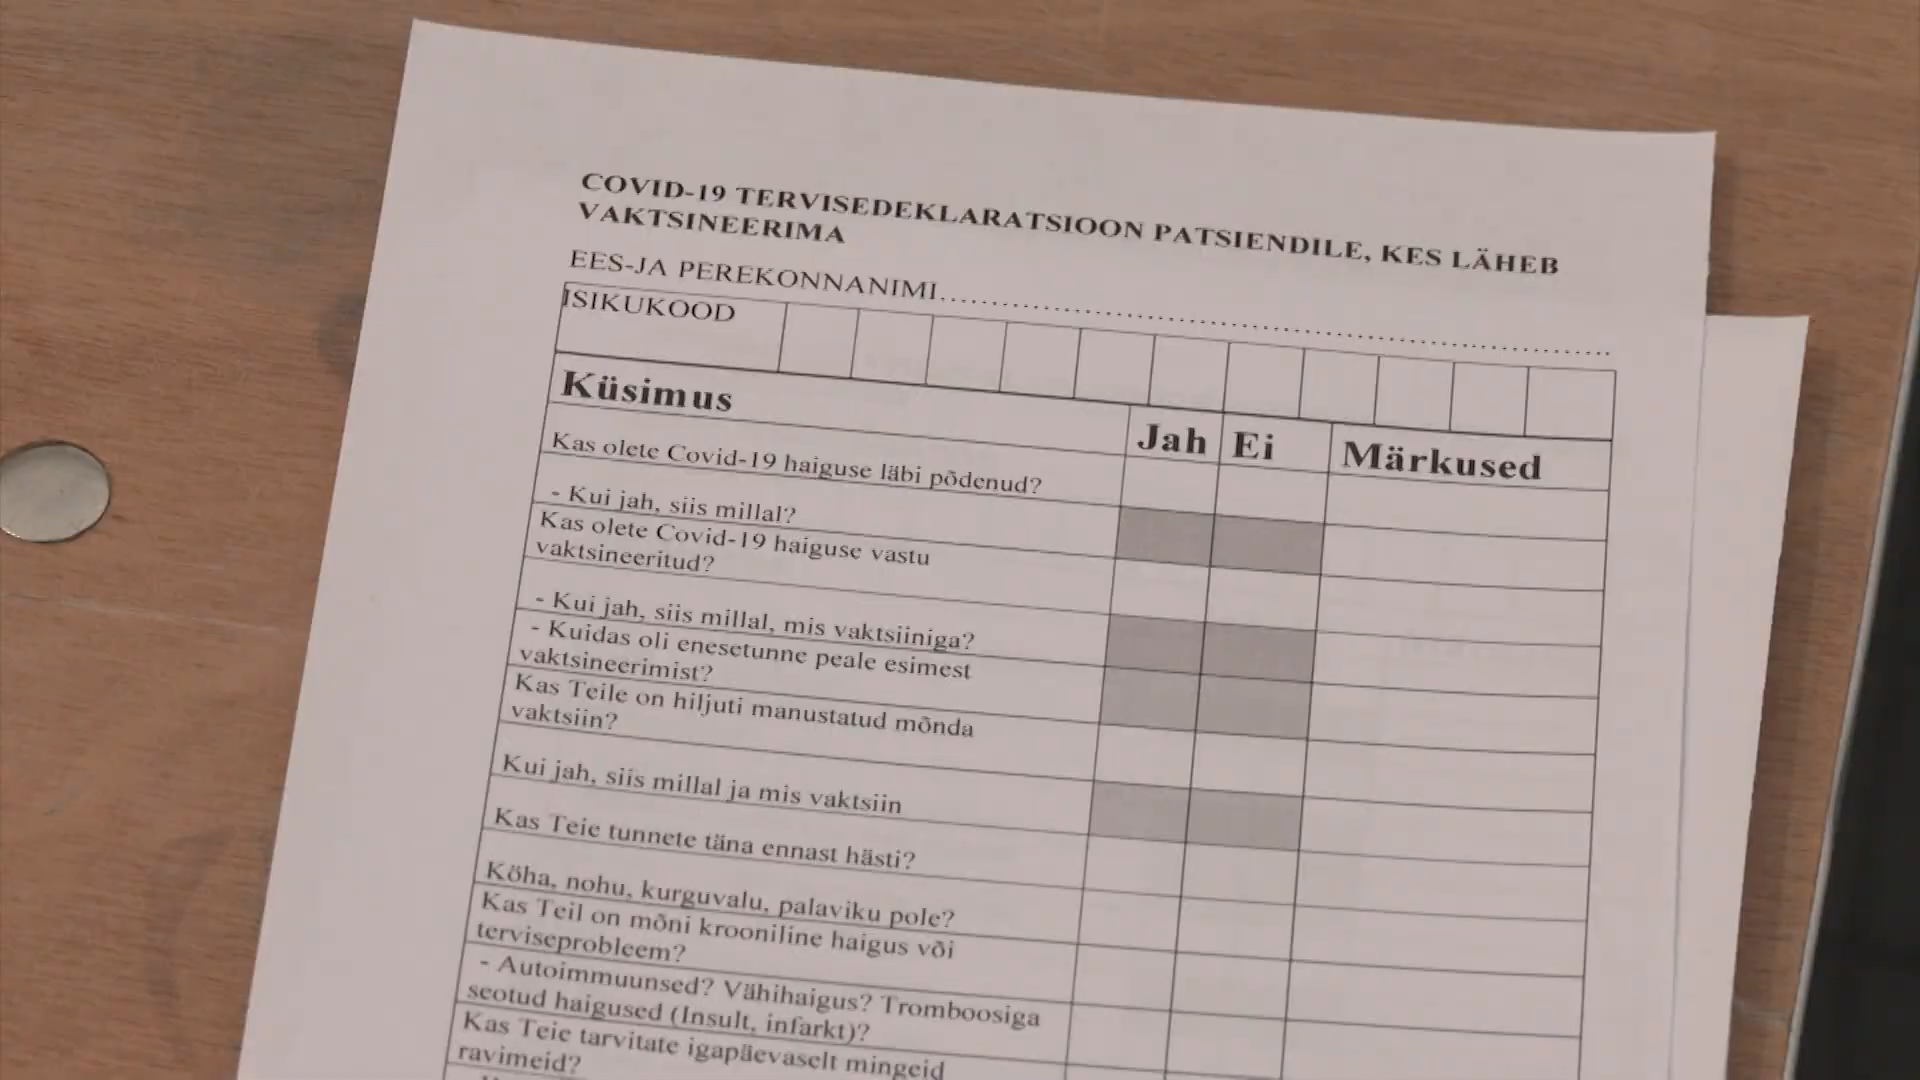 COVID-19 TERVISEDEKLARATSIOON PATSIENDILE, KES LÄHEB
VAKTSINEERIMA
EES-JA PEREKONNANIMI..........................................................................
ISIKUKOOD
Küsimus Jah Ei Märkused
Kas olete Covid-19 haiguse läbi põdenud?
- Kui jah, siis millal?
Kas olete Covid-19 haiguse vastu
vaktsineeritud?
- Kui jah, siis millal, mis vaktsiiniga?
- Kuidas oli enesetunne peale esimest
vaktsineerimist?
Kas Teile on hiljuti manustatud mõnda
vaktsiin?
Kui jah, siis millal ja mis vaktsiin
Kas Teie tunnete täna ennast hästi?
Köha, nohu, kurguvalu, palaviku pole?
Kas Teil on mõni krooniline haigus või
terviseprobleem?
- Autoimmuunsed? Vähihaigus? Tromboosiga
seotud haigused (Insult, infarkt)?
Kas Teie tarvitate igapäevaselt mingeid
ravimeid?